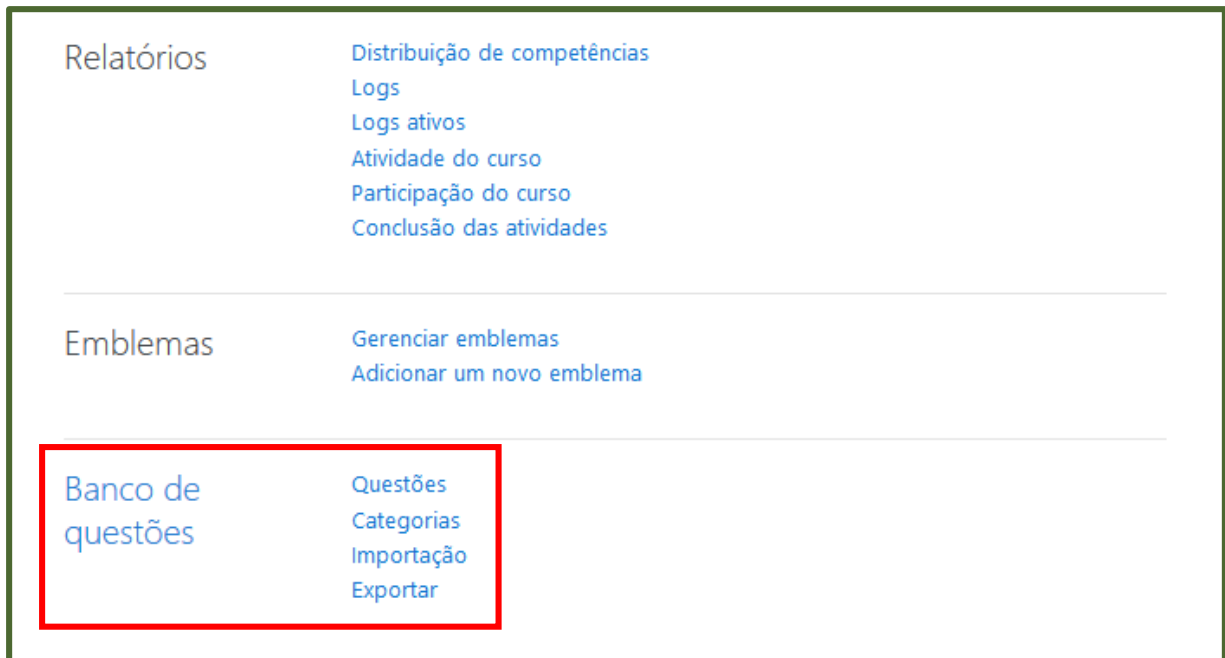 Relatórios
Distribuição de competências
Logs
Logs ativos
Atividade do curso
Participação do curso
Conclusão das atividades
Emblemas
Gerenciar emblemas
Adicionar um novo emblema
Banco de
questões
Questões
Categorias
Importação
Exportar